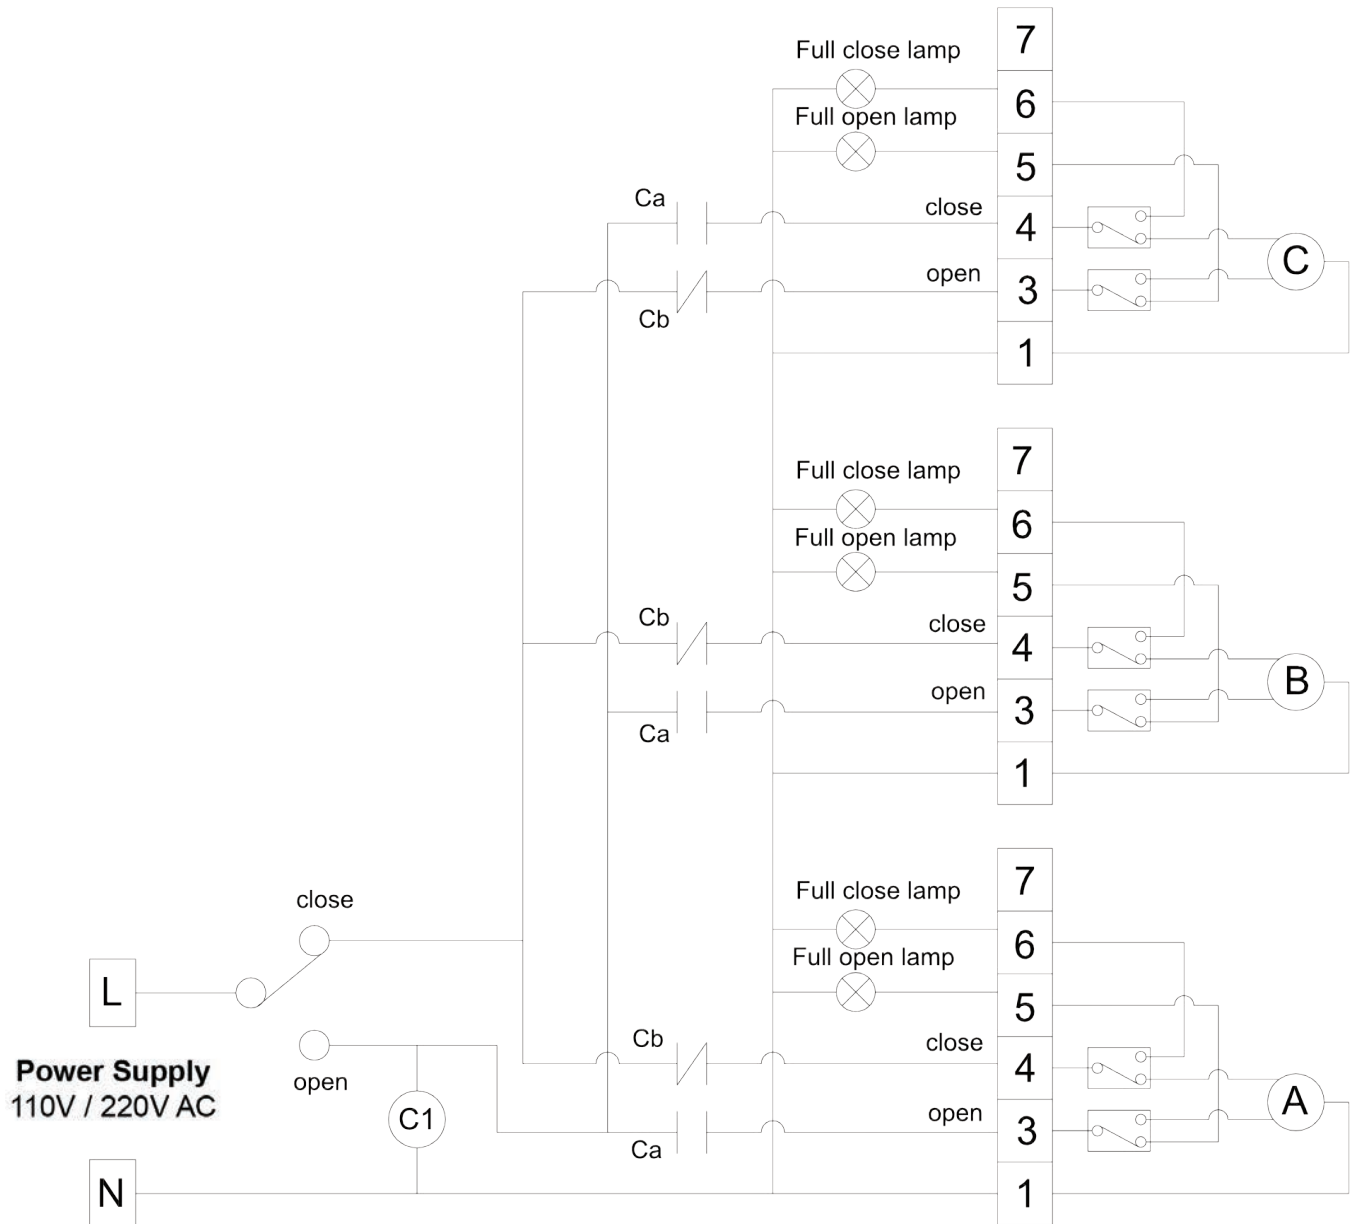 7
Full close lamp
6
Full open lamp
5
Ca
close
4
C
open
3
Cb
1
7
Full close lamp
6
Full open lamp
5
Cb
close
4
B
open
3
Ca
1
7
Full close lamp
6
close
Full open lamp
5
L
Cb
close
4
Power Supply
110V / 220V AC
open
A
C1
open
3
Ca
N
1